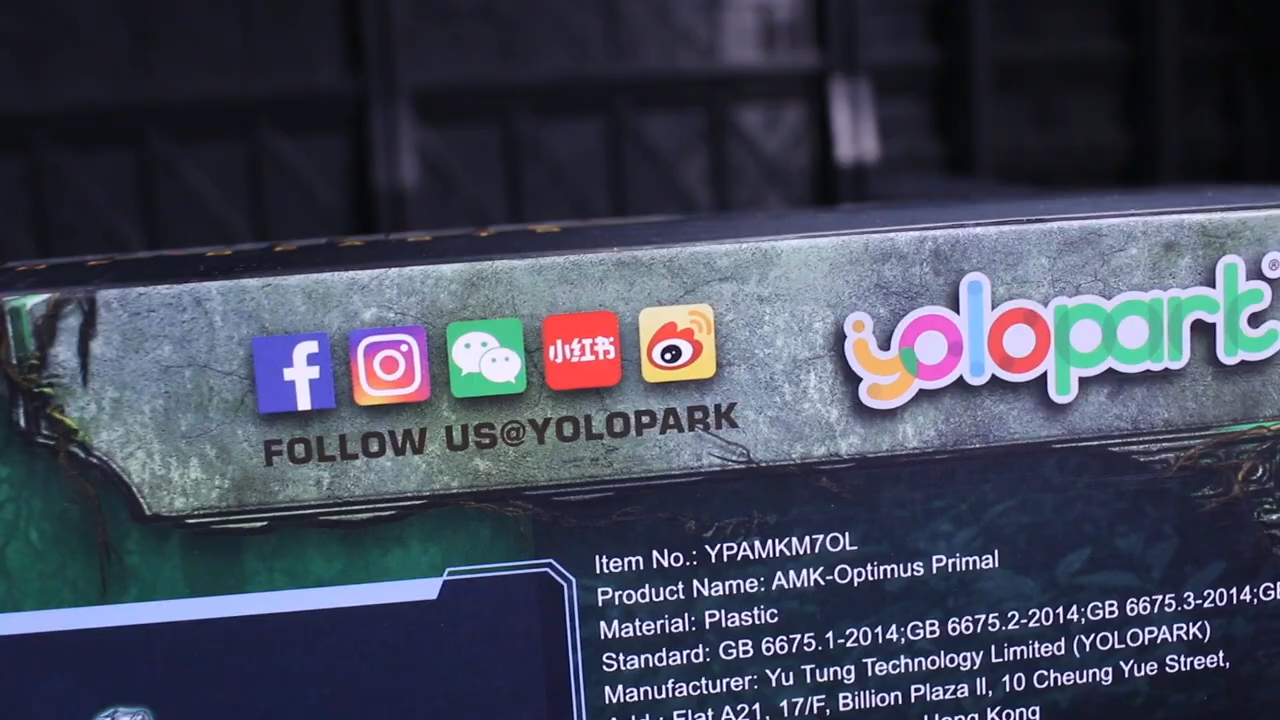 小红书
yolopark®
FOLLOW US@YOLOPARK
Item No.: YPAMKM7OL
Product Name: AMK-Optimus Primal
Material: Plastic
Standard: GB 6675.1-2014;GB 6675.2-2014;GB 6675.3-2014;GB
Manufacturer: Yu Tung Technology Limited (YOLOPARK)
Flat A21, 17/F, Billion Plaza II, 10 Cheung Yue Street,
Hong Kong